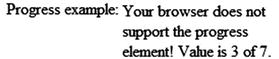 Progress example: Your browser does not
support the progress
element! Value is 3 of 7.